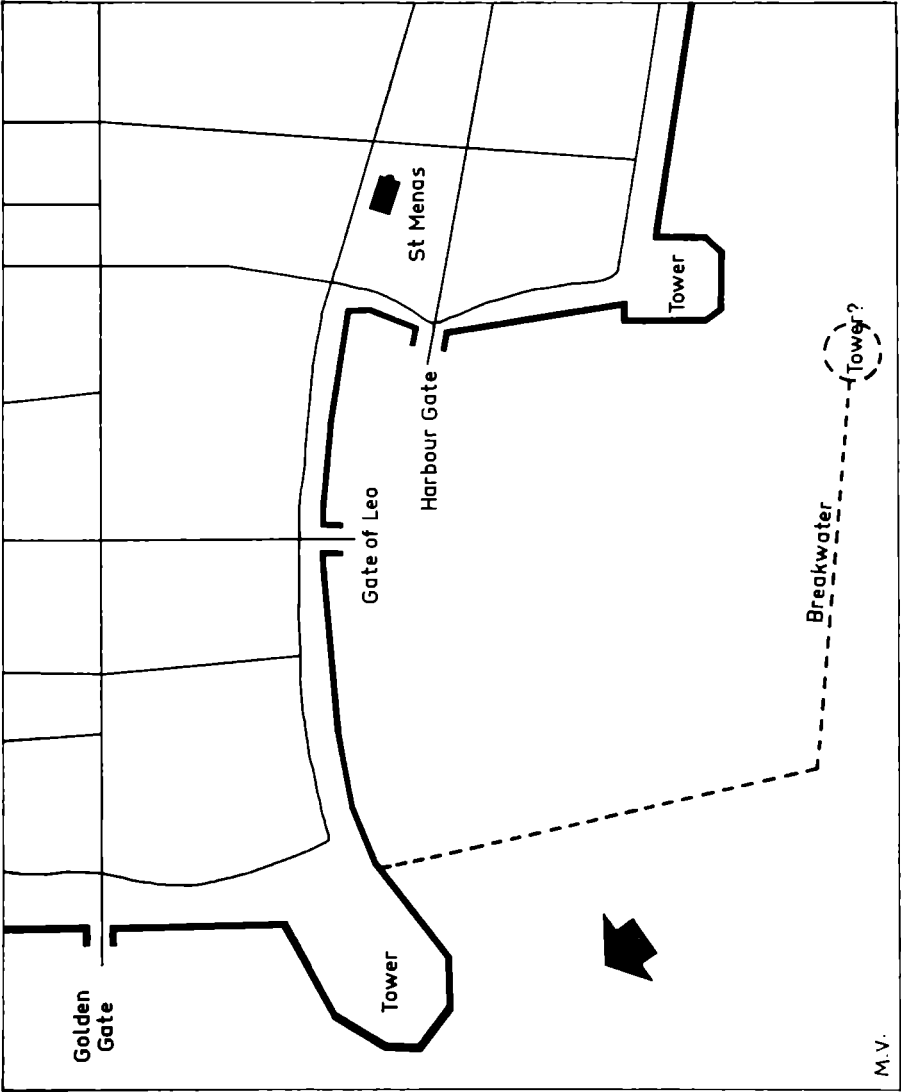 Golden
Gate
Tower
Gate of Leo
Harbour Gate
St Menas
Tower
Tower?
Breakwater
M.V.